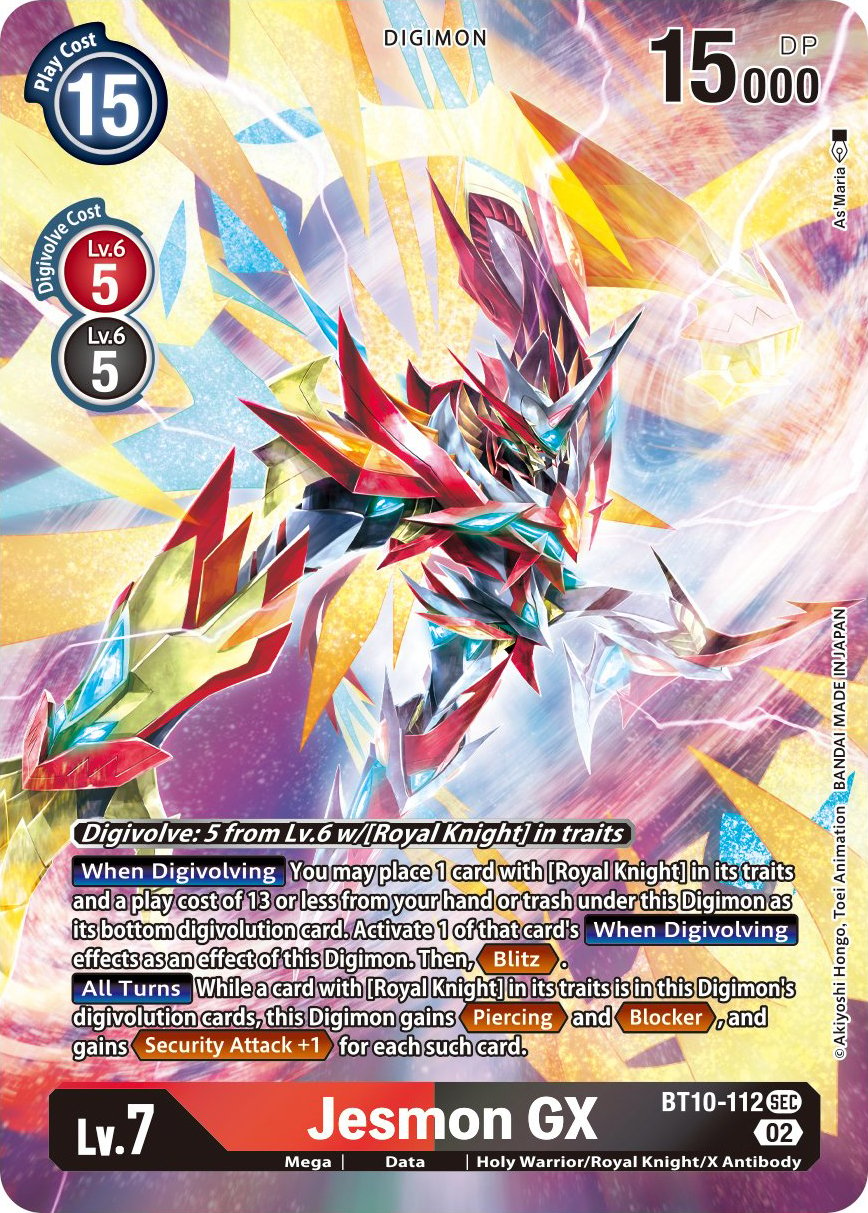 DIGIMON
Play Cost
15
15000
DP
Digivolve Cost
Lv.6
5
Lv.6
5
As'Maria
©Akiyoshi Hongo, Toei Animation BANDAI MADE IN JAPAN
Digivolve: 5 from Lv.6 w/[Royal Knight] in traits
When Digivolving You may place 1 card with [Royal Knight] in its traits
and a play cost of 13 or less from your hand or trash under this Digimon as
its bottom digivolution card. Activate 1 of that card's When Digivolving
effects as an effect of this Digimon. Then, Blitz.
All Turns While a card with [Royal Knight] in its traits is in this Digimon's
digivolution cards, this Digimon gains Piercing and Blocker, and
gains Security Attack +1 for each such card.
Lv.7
Jesmon GX
BT10-112 SEC
02
Mega | Data | Holy Warrior/Royal Knight/X Antibody